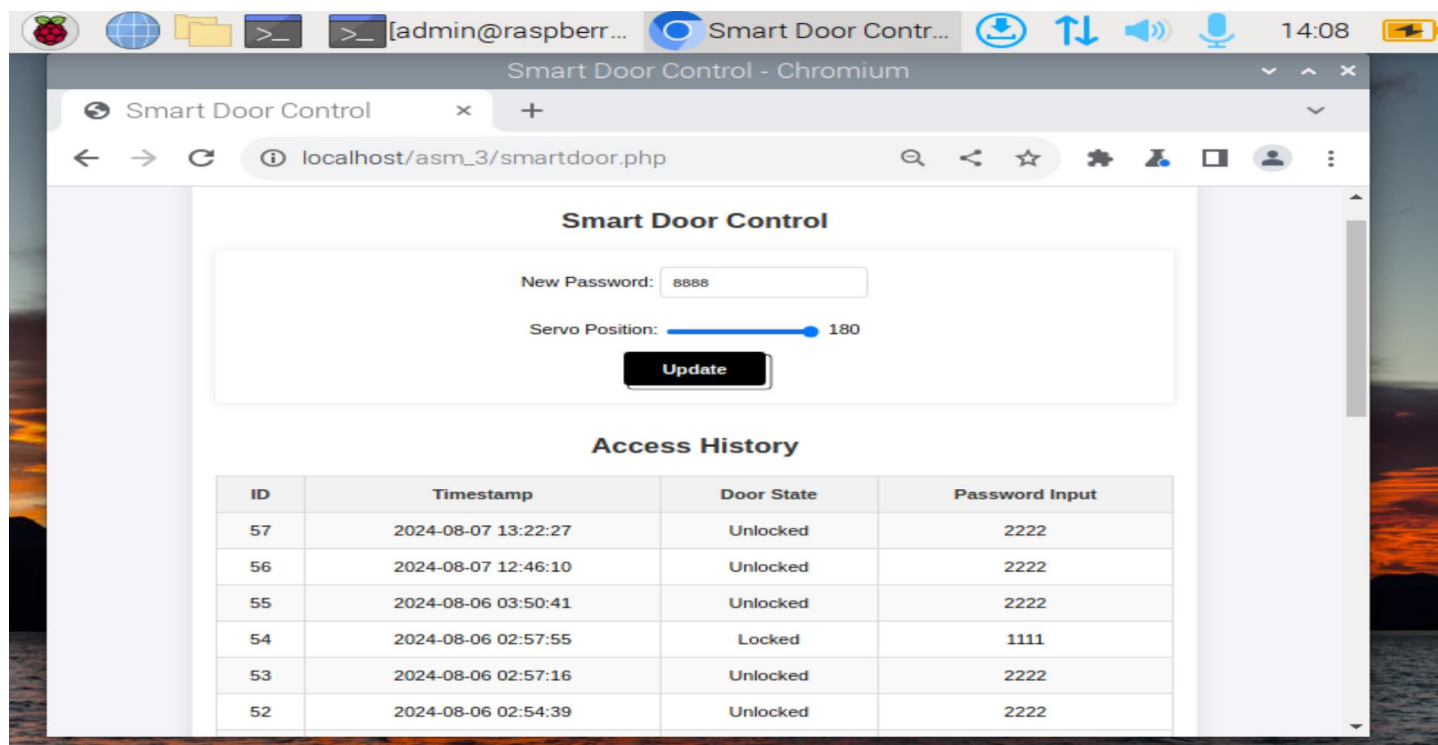 [admin@raspberr... Smart Door Contr... 14:08
Smart Door Control - Chromium
Smart Door Control
localhost/asm_3/smartdoor.php
Smart Door Control
New Password: 8888
Servo Position: 180
Update
Access History
ID Timestamp Door State Password Input
57 2024-08-07 13:22:27 Unlocked 2222
56 2024-08-07 12:46:10 Unlocked 2222
55 2024-08-06 03:50:41 Unlocked 2222
54 2024-08-06 02:57:55 Locked 1111
53 2024-08-06 02:57:16 Unlocked 2222
52 2024-08-06 02:54:39 Unlocked 2222